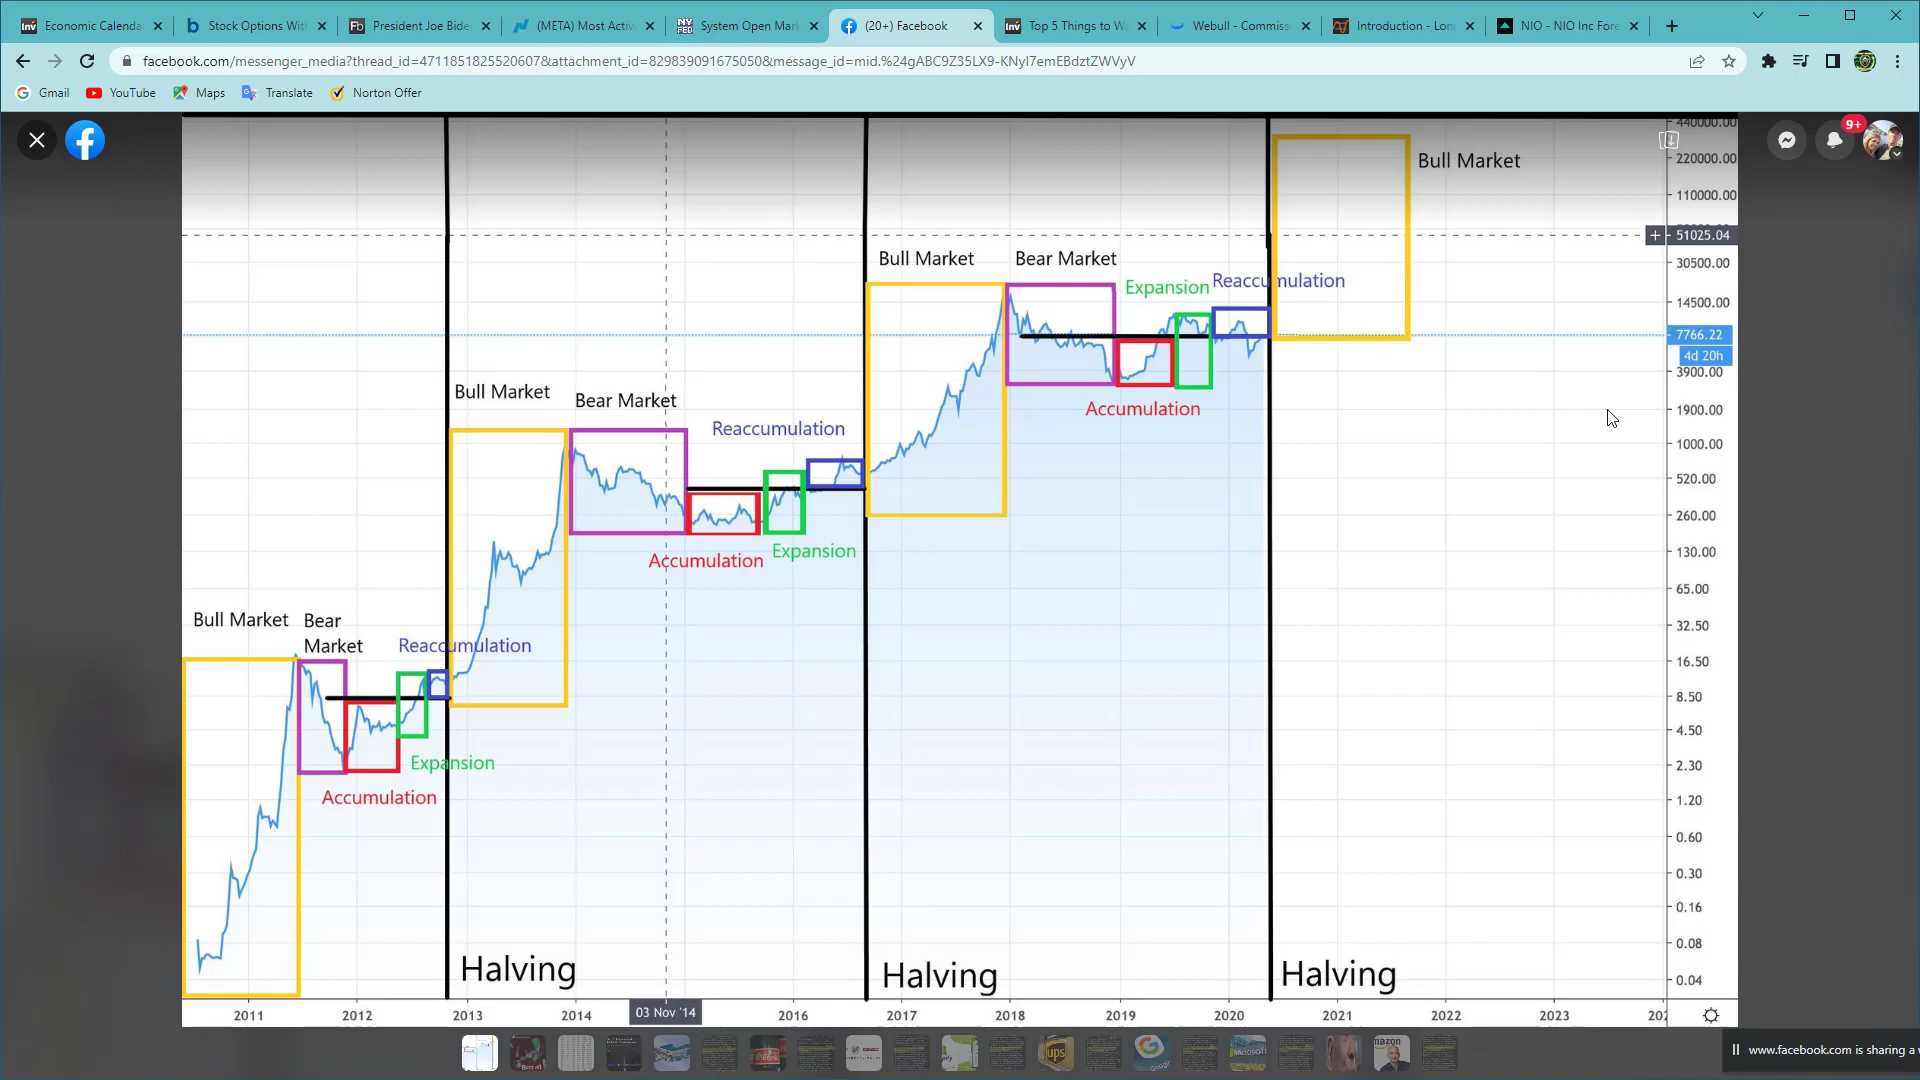 Economic Calenda
Stock Options With
President Joe Biden
(META) Most Active
System Open Mark
(20+) Facebook
Top 5 Things to Wa
Webull - Commiss
Introduction - Lon
NIO - NIO Inc Fore
facebook.com/messenger_media?thread_id=4711851825520607&attachment_id=829839091675050&message_id=mid.%24gABC9Z35LX9-KNyI7emEBdztZWVyV
Gmail YouTube Maps Translate Norton Offer
9+
440000.00
Bull Market
220000.00
110000.00
51025.04
Bull Market Bear Market
30500.00
Expansion Reaccumulation
14500.00
7766.22
4d 20h
3900.00
Bull Market Bear Market
Accumulation
1900.00
Reaccumulation
1000.00
520.00
260.00
Accumulation Expansion
130.00
65.00
Bull Market Bear
Market
Reaccumulation
32.50
16.50
8.50
4.50
Expansion
2.30
Accumulation
1.20
0.60
0.30
0.16
0.08
Halving Halving Halving
0.04
2011 2012 2013 2014 03 Nov '14 2016 2017 2018 2019 2020 2021 2022 2023 202
www.facebook.com is sharing a w